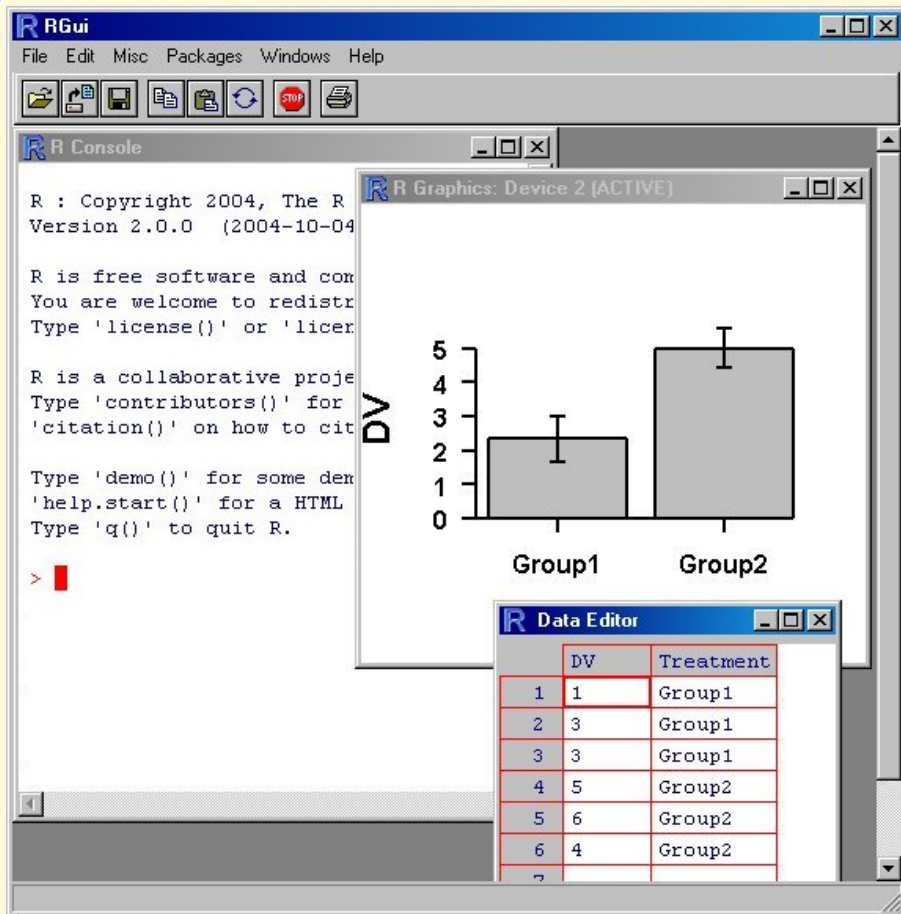 RGui
File Edit Misc Packages Windows Help
STOP
R Console
R : Copyright 2004, The R
Version 2.0.0 (2004-10-04
R is free software and com
You are welcome to redistr
Type 'license()' or 'licen
R is a collaborative proje
Type 'contributors()' for
'citation()' on how to cit
Type 'demo()' for some dem
'help.start()' for a HTML
Type 'q()' to quit R.
>
R Graphics: Device 2 (ACTIVE)
5
4
3
2
1
0
DV
Group1 Group2
Data Editor
DV Treatment
1 1 Group1
2 3 Group1
3 3 Group1
4 5 Group2
5 6 Group2
6 4 Group2
7